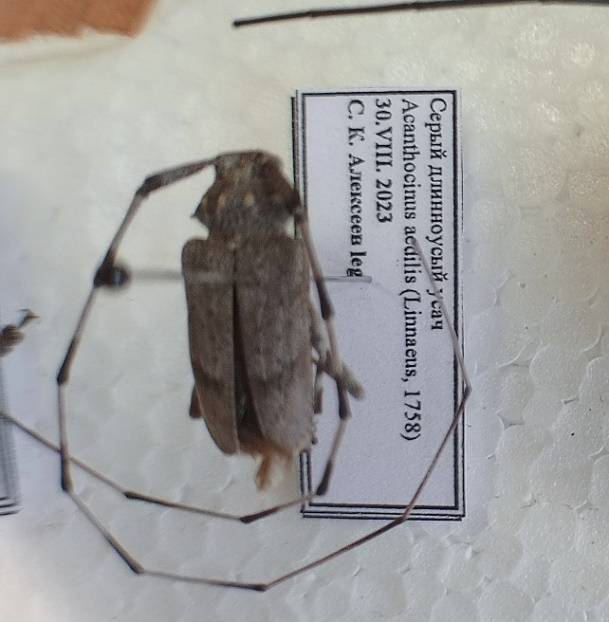 Серый длинноусый усач
Acanthocinus aedilis (Linnaeus, 1758)
30.VIII. 2023
С. К. Алексеев leg